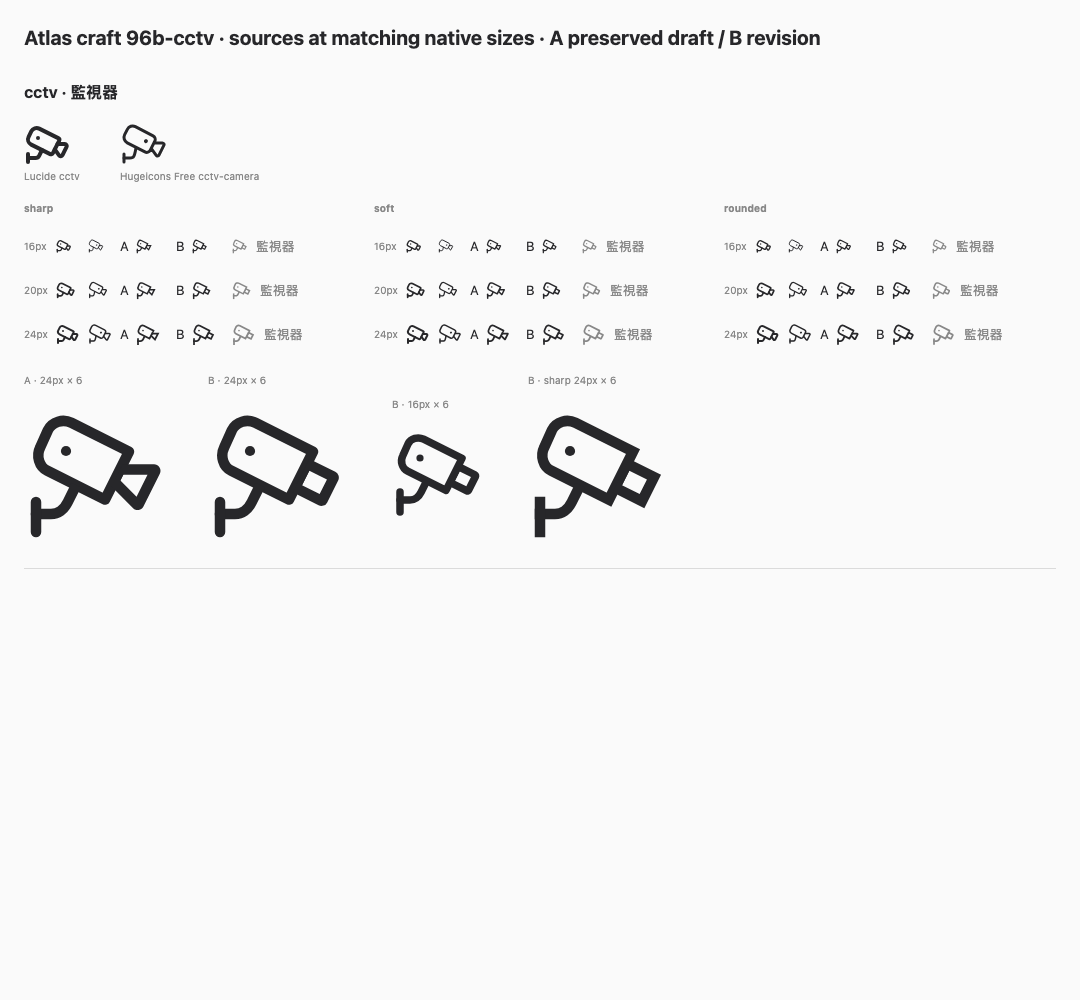 Atlas craft 96b-cctv · sources at matching native sizes · A preserved draft / B revision
cctv · 監視器
Lucide cctv
Hugeicons Free cctv-camera
sharp
soft
rounded
16px A B 監視器
16px A B 監視器
16px A B 監視器
20px A B 監視器
20px A B 監視器
20px A B 監視器
24px A B 監視器
24px A B 監視器
24px A B 監視器
A · 24px × 6
B · 24px × 6
B · 16px × 6
B · sharp 24px × 6